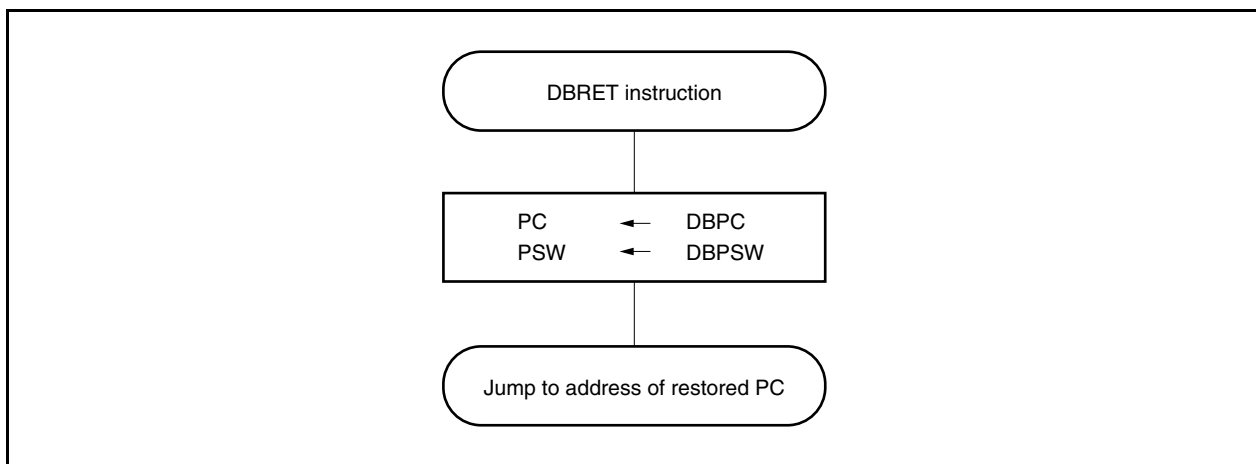 DBRET instruction
PC ← DBPC
PSW ← DBPSW
Jump to address of restored PC